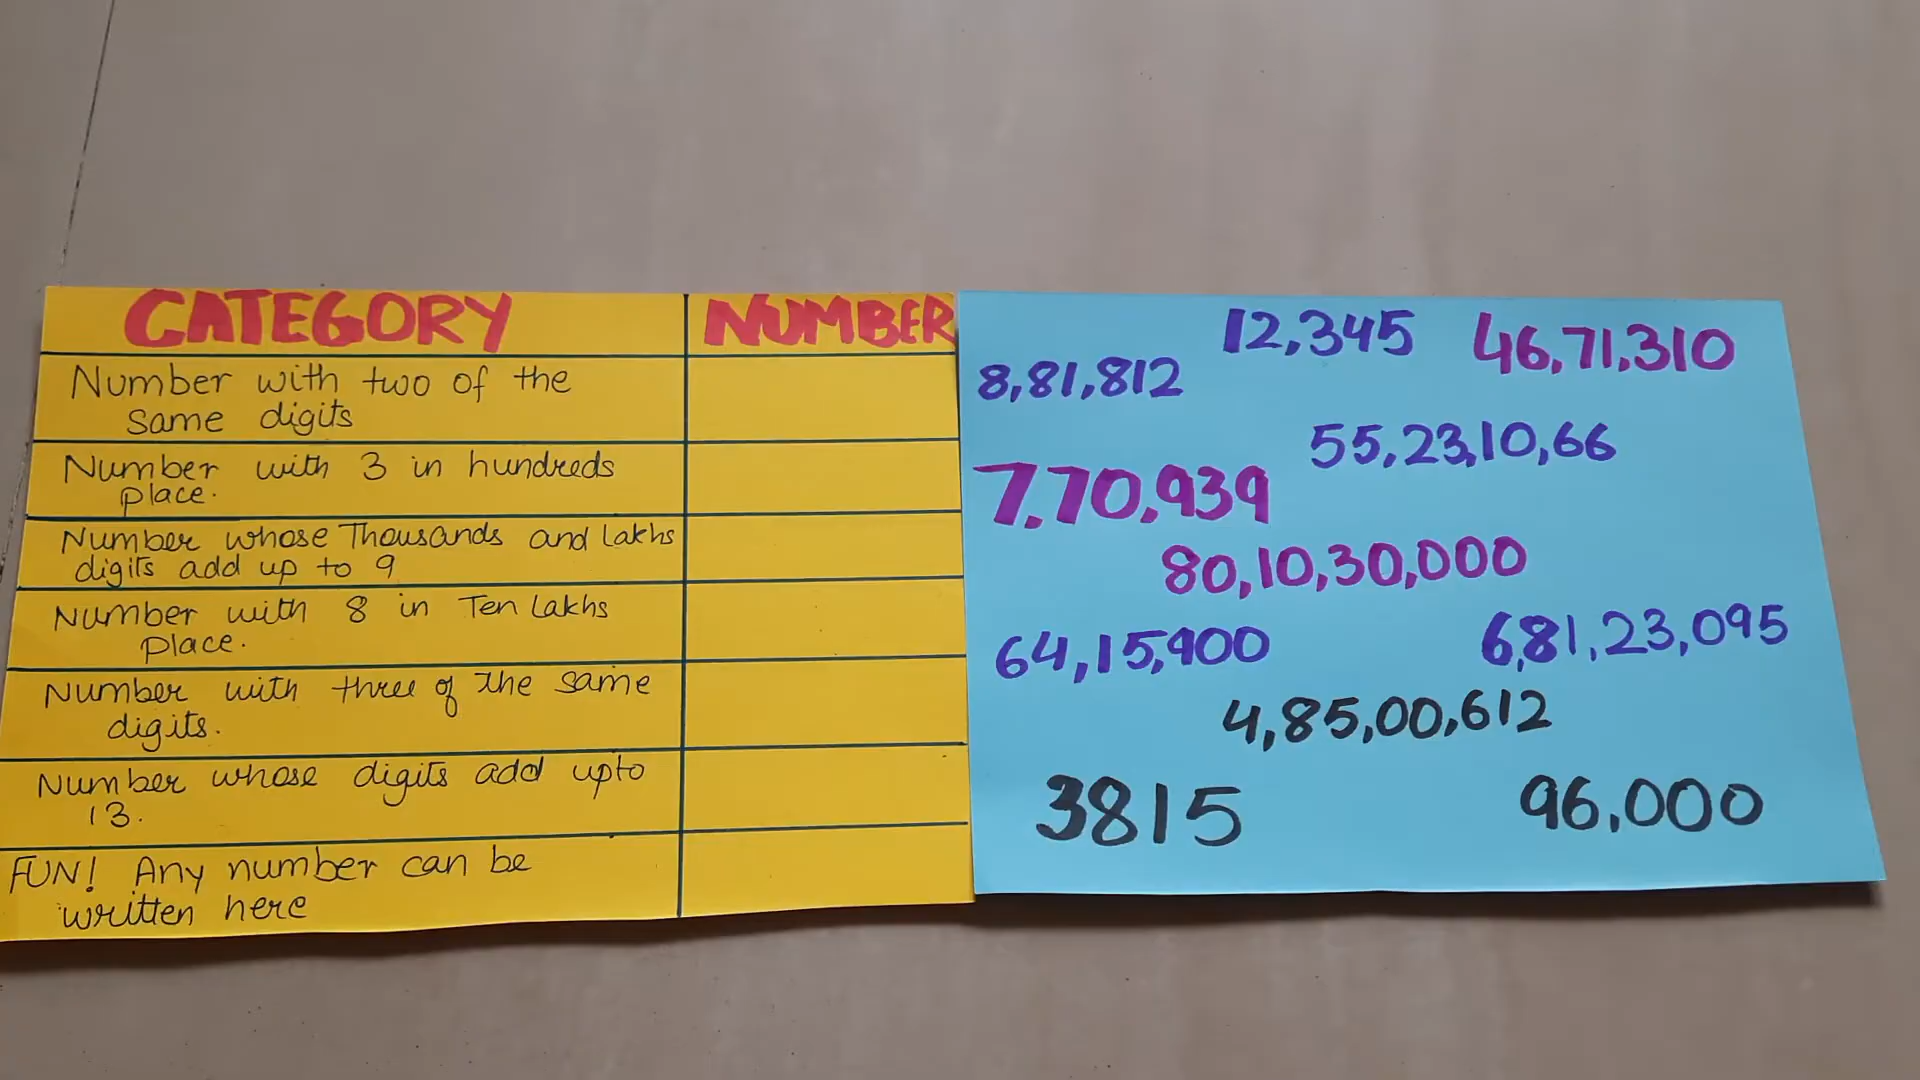 CATEGORY
NUMBER
Number with two of the
same digits
Number with 3 in hundreds
place.
Number whose Thousands and Lakhs
digits add up to 9
Number with 8 in Ten Lakhs
Place.
Number with three of the same
digits.
Number whose digits add upto
13.
FUN! Any number can be
written here
12,345
46,71,310
8,81,812
55,23,10,66
7,70,939
80,10,30,000
64,15,900
6,81,23,095
4,85,00,612
3815
96,000